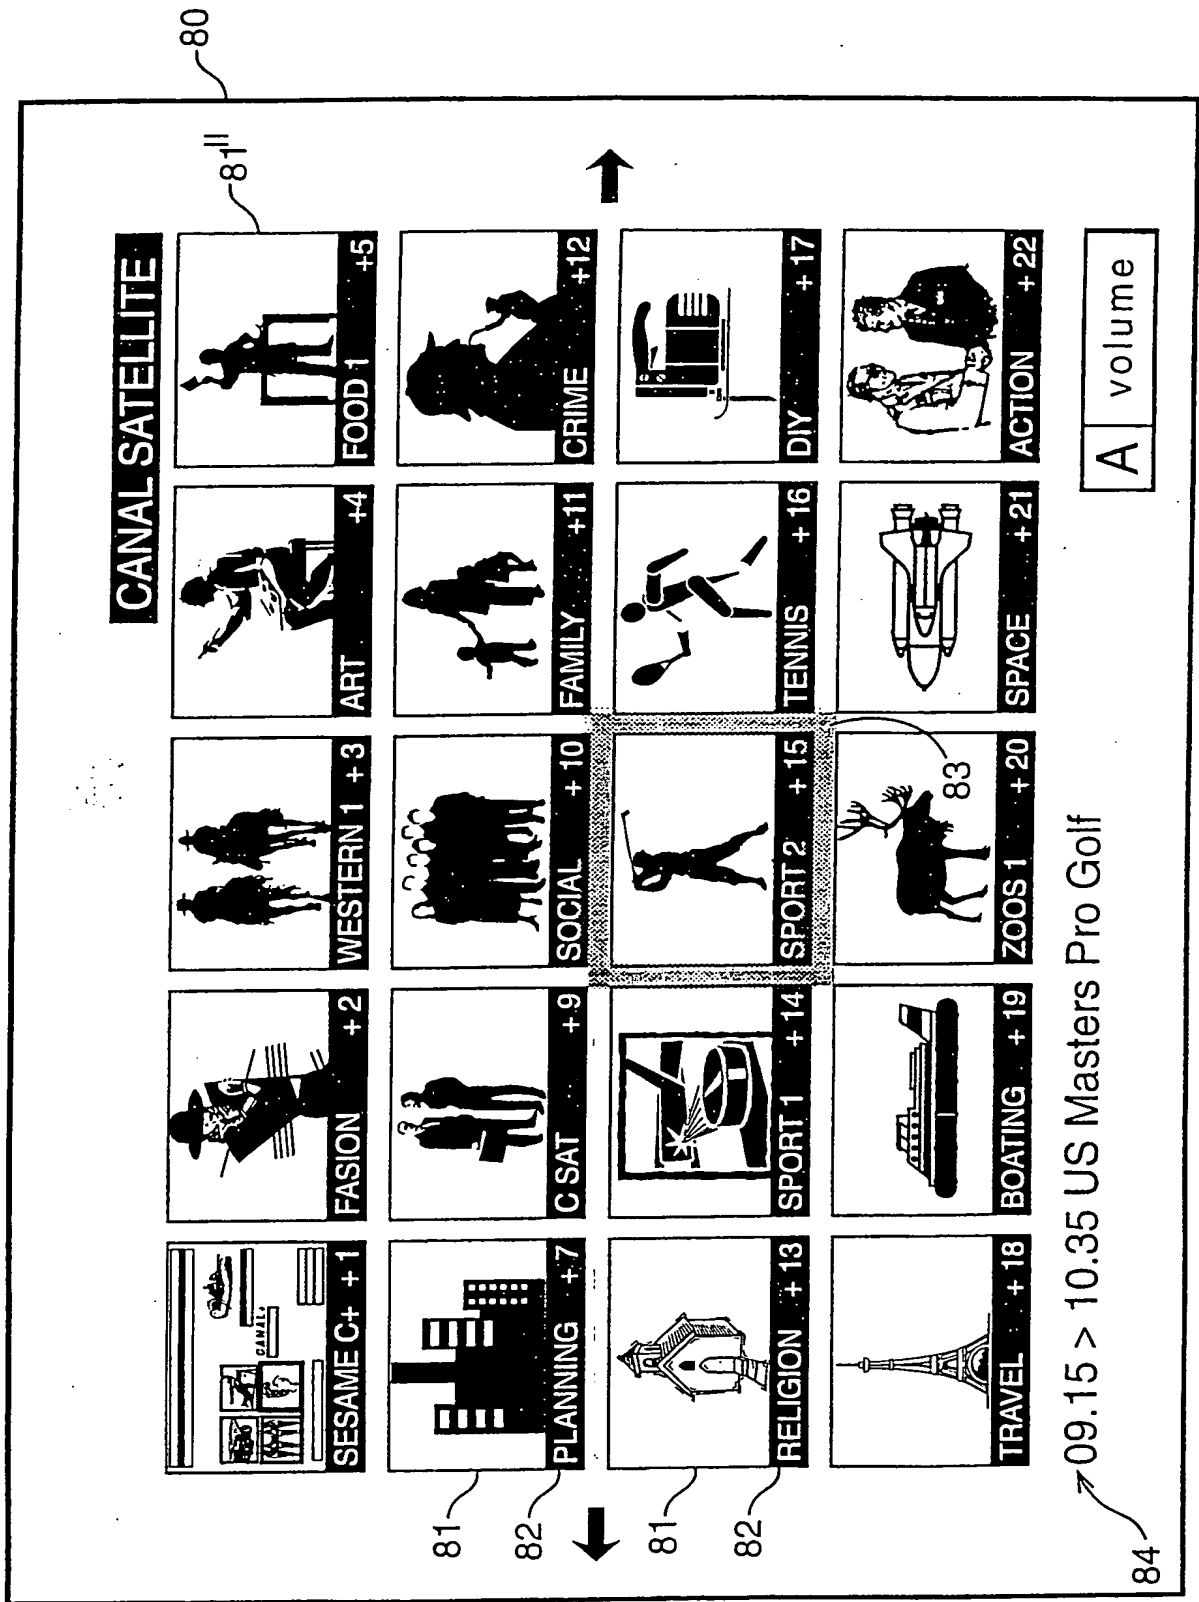 80
CANAL SATELLITE
81"
SESAME C+ + 1
FASION + 2
WESTERN 1 + 3
ART +4
FOOD 1 +5
CANAL+
81
82
PLANNING +7
C SAT +9
SOCIAL + 10
FAMILY +11
CRIME +12
81
82
RELIGION + 13
SPORT 1 + 14
SPORT 2 + 15
TENNIS + 16
DIY + 17
83
TRAVEL + 18
BOATING + 19
ZOOS 1 + 20
SPACE + 21
ACTION + 22
84
09.15 > 10.35 US Masters Pro Golf
A volume